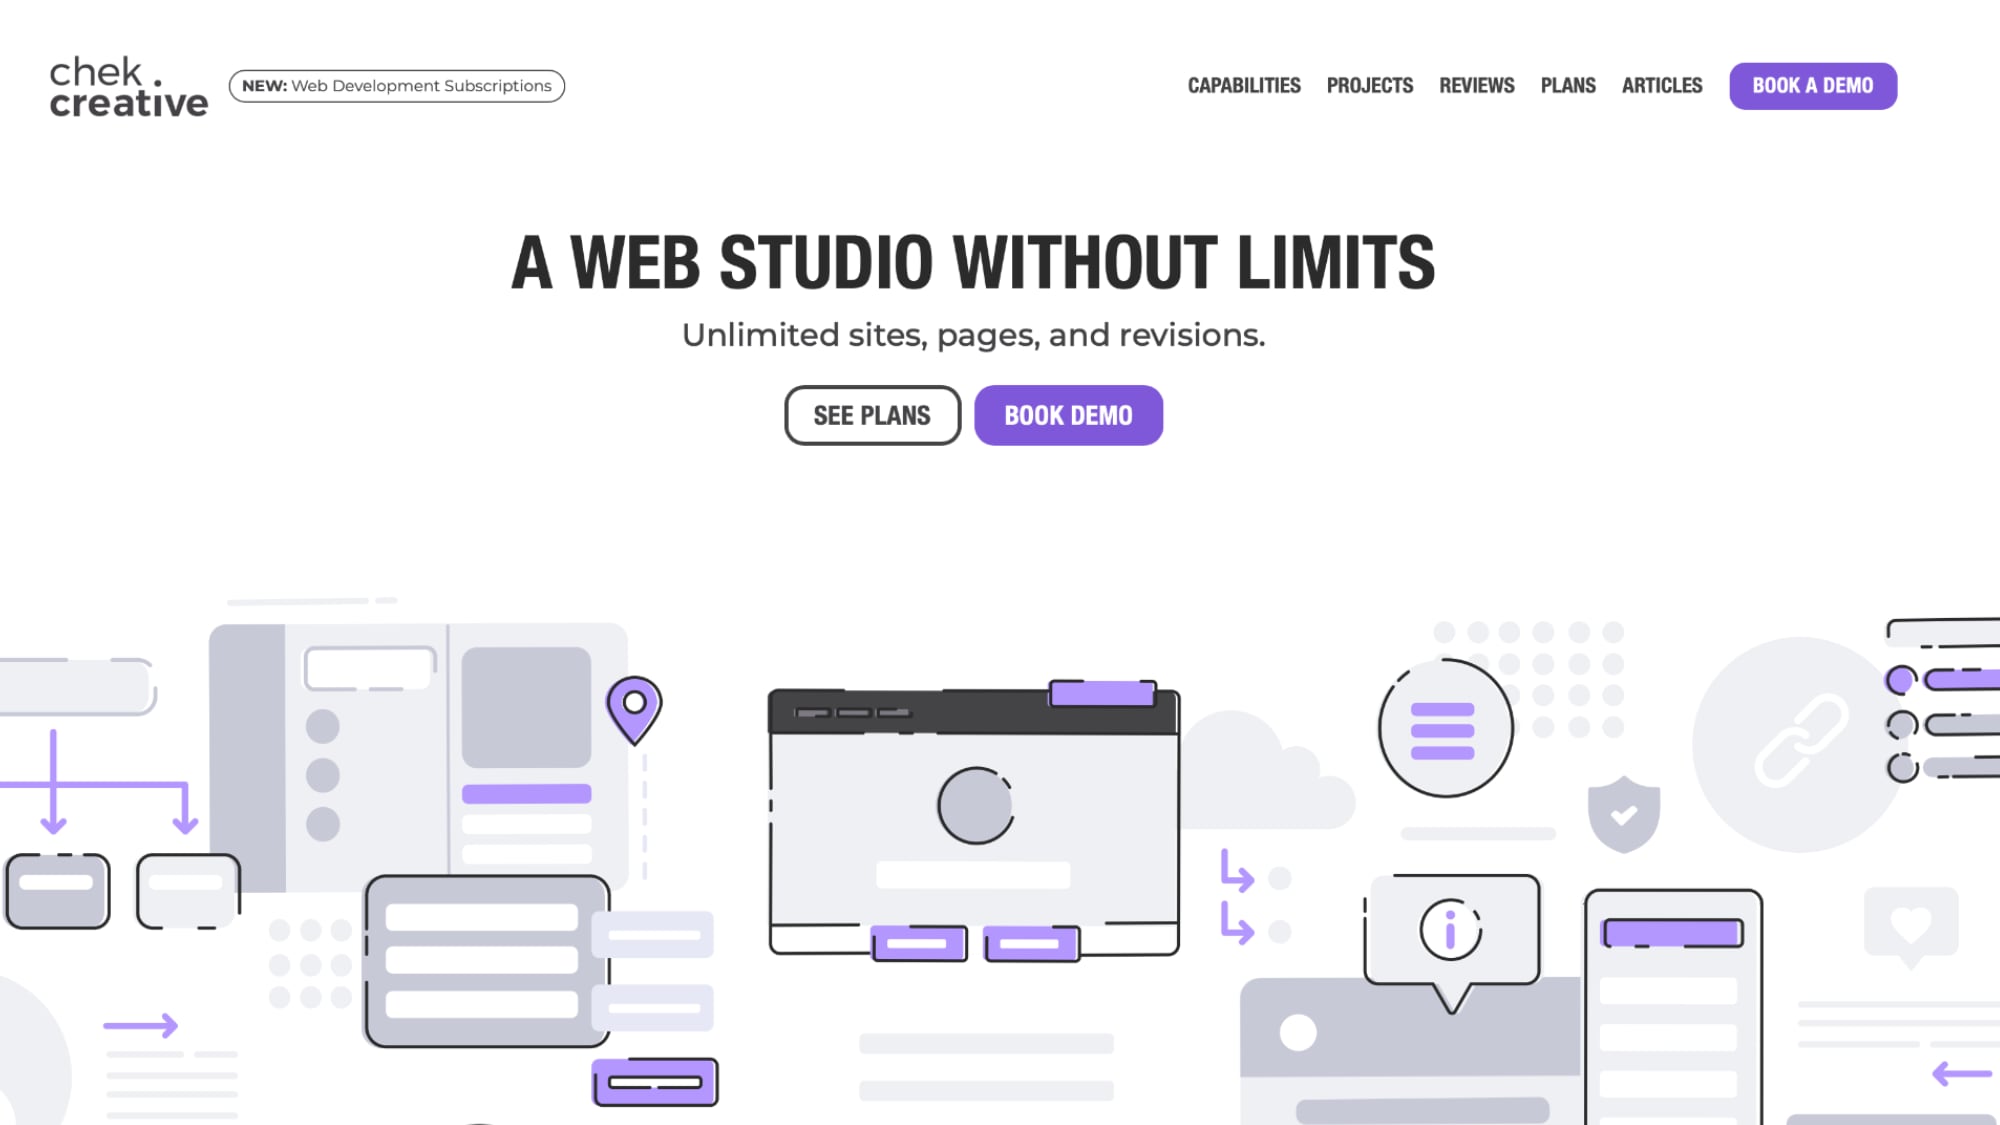 chek
creative
NEW: Web Development Subscriptions
CAPABILITIES PROJECTS REVIEWS PLANS ARTICLES BOOK A DEMO
A WEB STUDIO WITHOUT LIMITS
Unlimited sites, pages, and revisions.
SEE PLANS BOOK DEMO